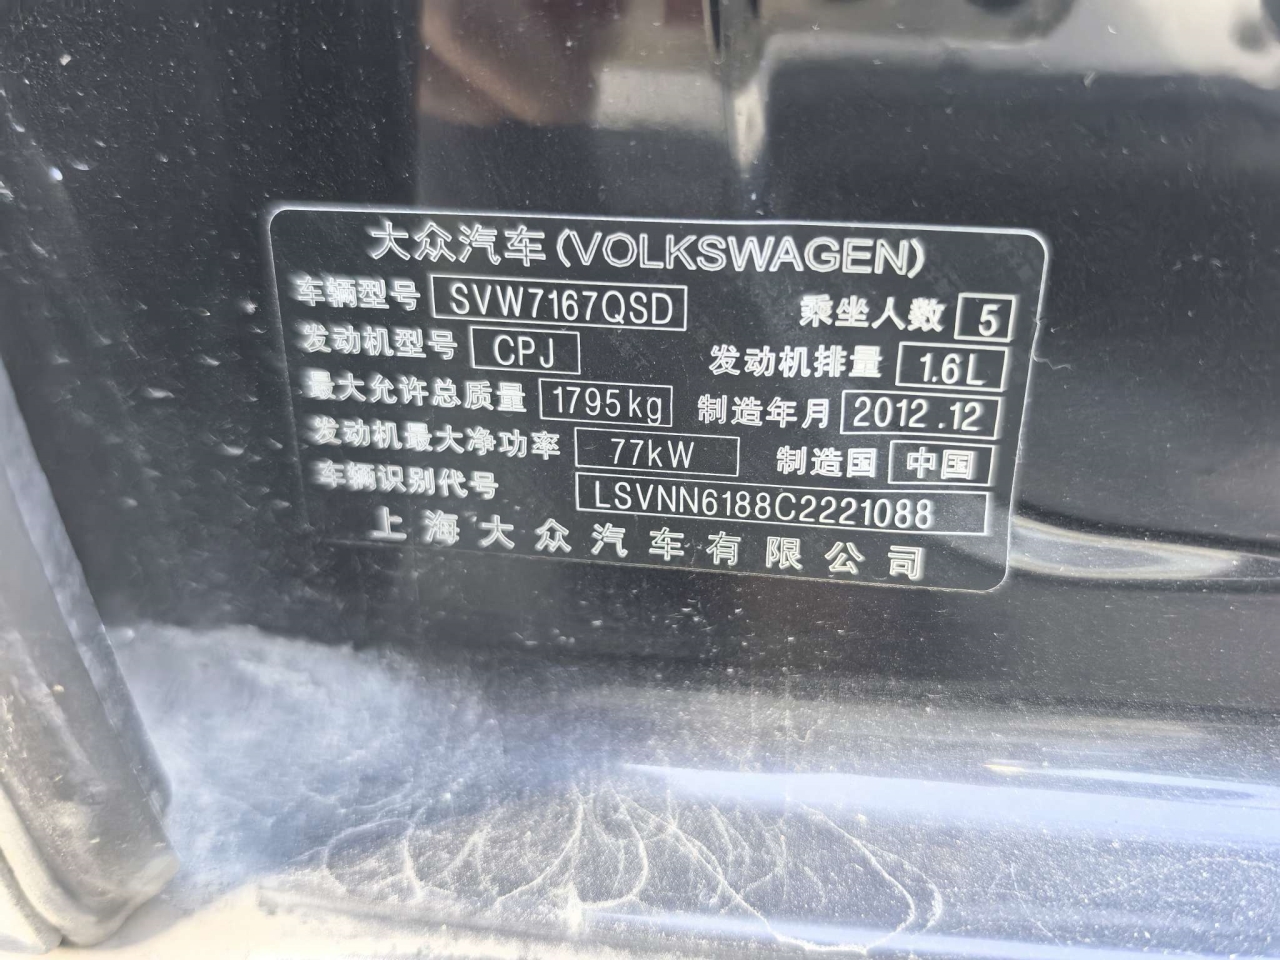 大众汽车(VOLKSWAGEN)
车辆型号 SVW7167QSD 乘坐人数 5
发动机型号 CPJ 发动机排量 1.6L
最大允许总质量 1795kg 制造年月 2012.12
发动机最大净功率 77kW 制造国 中国
车辆识别代号 LSVNN6188C2221088
上海大众汽车有限公司